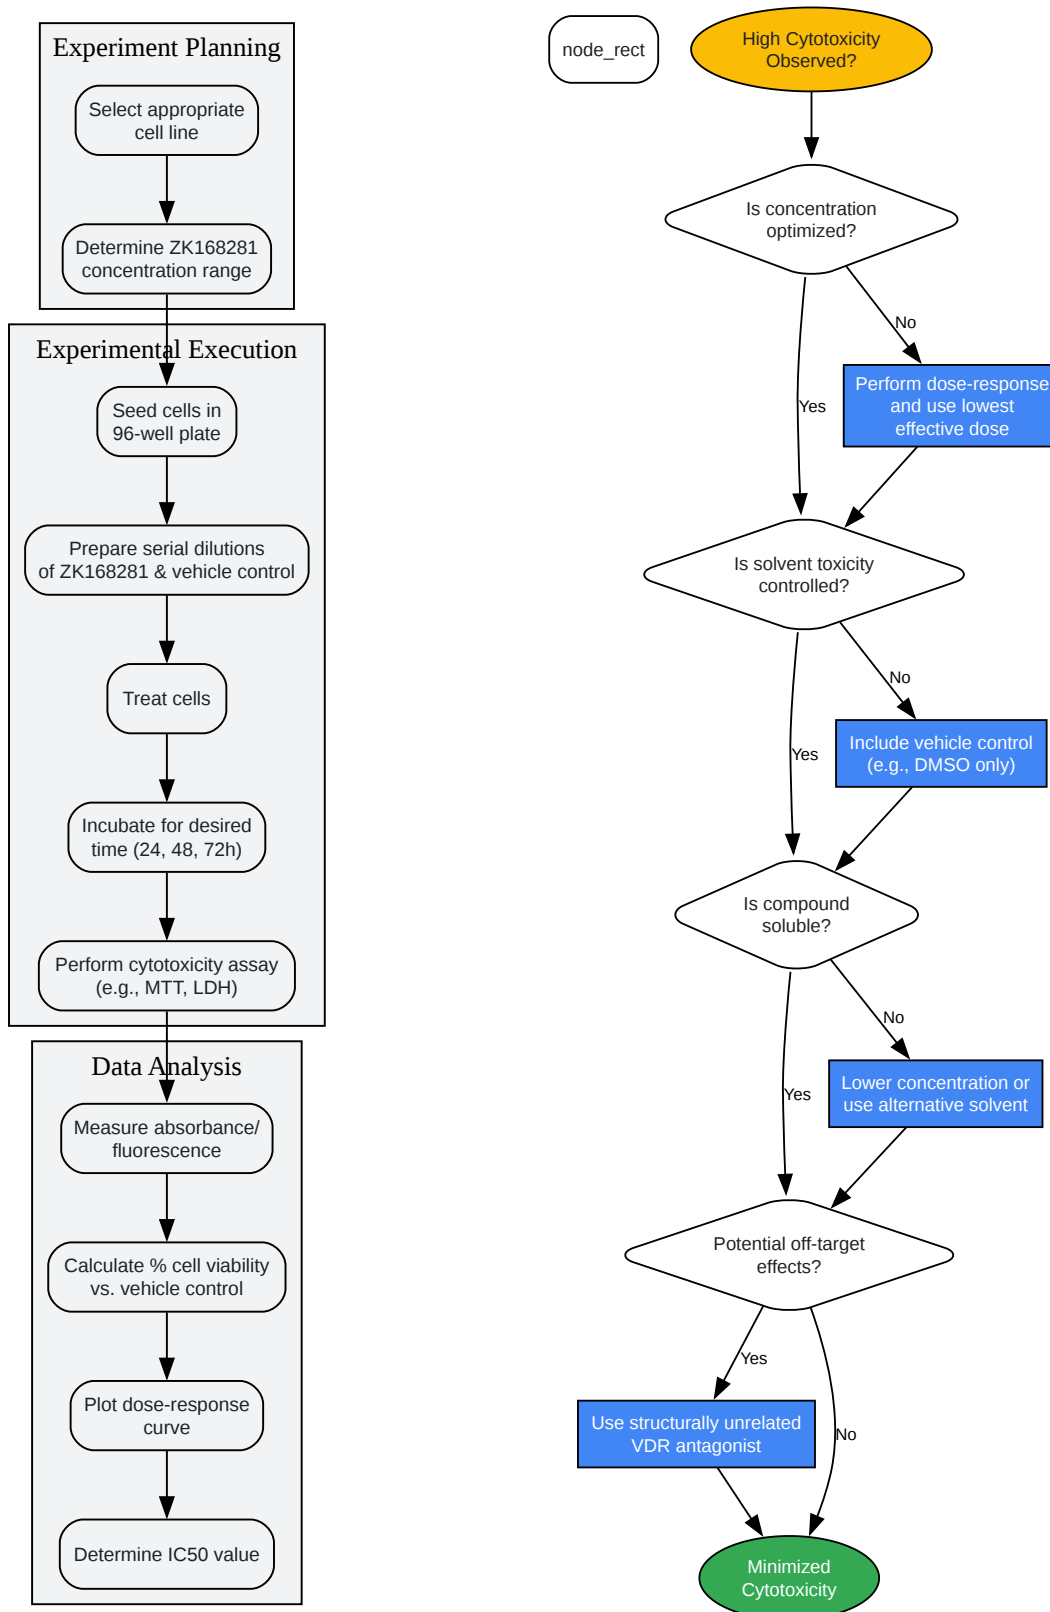 Experiment Planning
Select appropriate
cell line
Determine ZK168281
concentration range
Experimental Execution
Seed cells in
96-well plate
Prepare serial dilutions
of ZK168281 & vehicle control
Treat cells
Incubate for desired
time (24, 48, 72h)
Perform cytotoxicity assay
(e.g., MTT, LDH)
Data Analysis
Measure absorbance/
fluorescence
Calculate % cell viability
vs. vehicle control
Plot dose-response
curve
Determine IC50 value
node_rect
High Cytotoxicity
Observed?
Is concentration
optimized?
No
Perform dose-response
and use lowest
effective dose
Yes
Is solvent toxicity
controlled?
No
Include vehicle control
(e.g., DMSO only)
Yes
Is compound
soluble?
No
Lower concentration or
use alternative solvent
Yes
Potential off-target
effects?
Yes
Use structurally unrelated
VDR antagonist
No
Minimized
Cytotoxicity